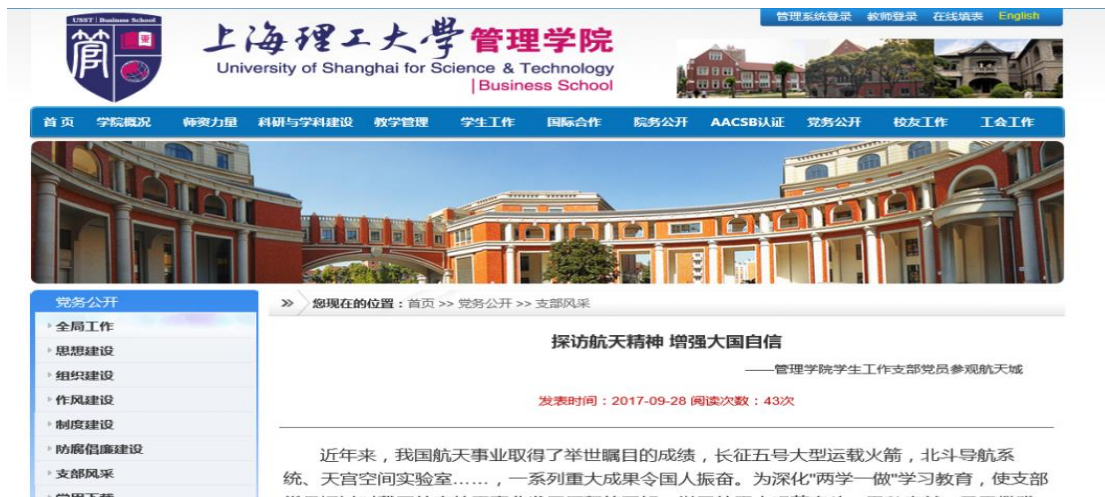 USST | Business School
管理系统登录 教师登录 在线填表 English
上海理工大學 管理学院
University of Shanghai for Science & Technology
|Business School
首页 学院概况 师资力量 科研与学科建设 教学管理 学生工作 国际合作 院务公开 AACSB认证 党务公开 校友工作 工会工作
党务公开
» 您现在的位置：首页 >> 党务公开 >> 支部风采
全局工作
思想建设
组织建设
作风建设
制度建设
防腐倡廉建设
支部风采
探访航天精神 增强大国自信
——管理学院学生工作支部党员参观航天城
发表时间：2017-09-28 阅读次数：43次
近年来，我国航天事业取得了举世瞩目的成绩，长征五号大型运载火箭，北斗导航系
统、天宫空间实验室……，一系列重大成果令国人振奋。为深化"两学一做"学习教育，使支部